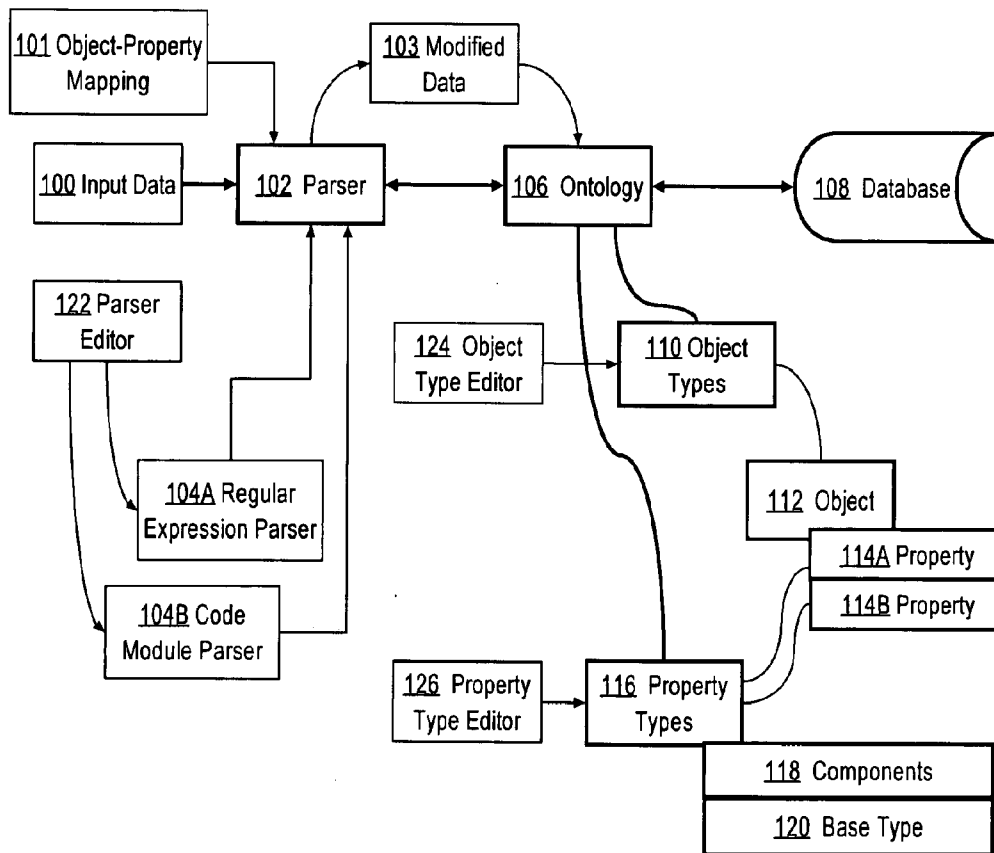 101 Object-Property
Mapping
103 Modified
Data
100 Input Data
102 Parser
106 Ontology
108 Database
122 Parser
Editor
124 Object
Type Editor
110 Object
Types
104A Regular
Expression Parser
112 Object
114A Property
114B Property
104B Code
Module Parser
126 Property
Type Editor
116 Property
Types
118 Components
120 Base Type